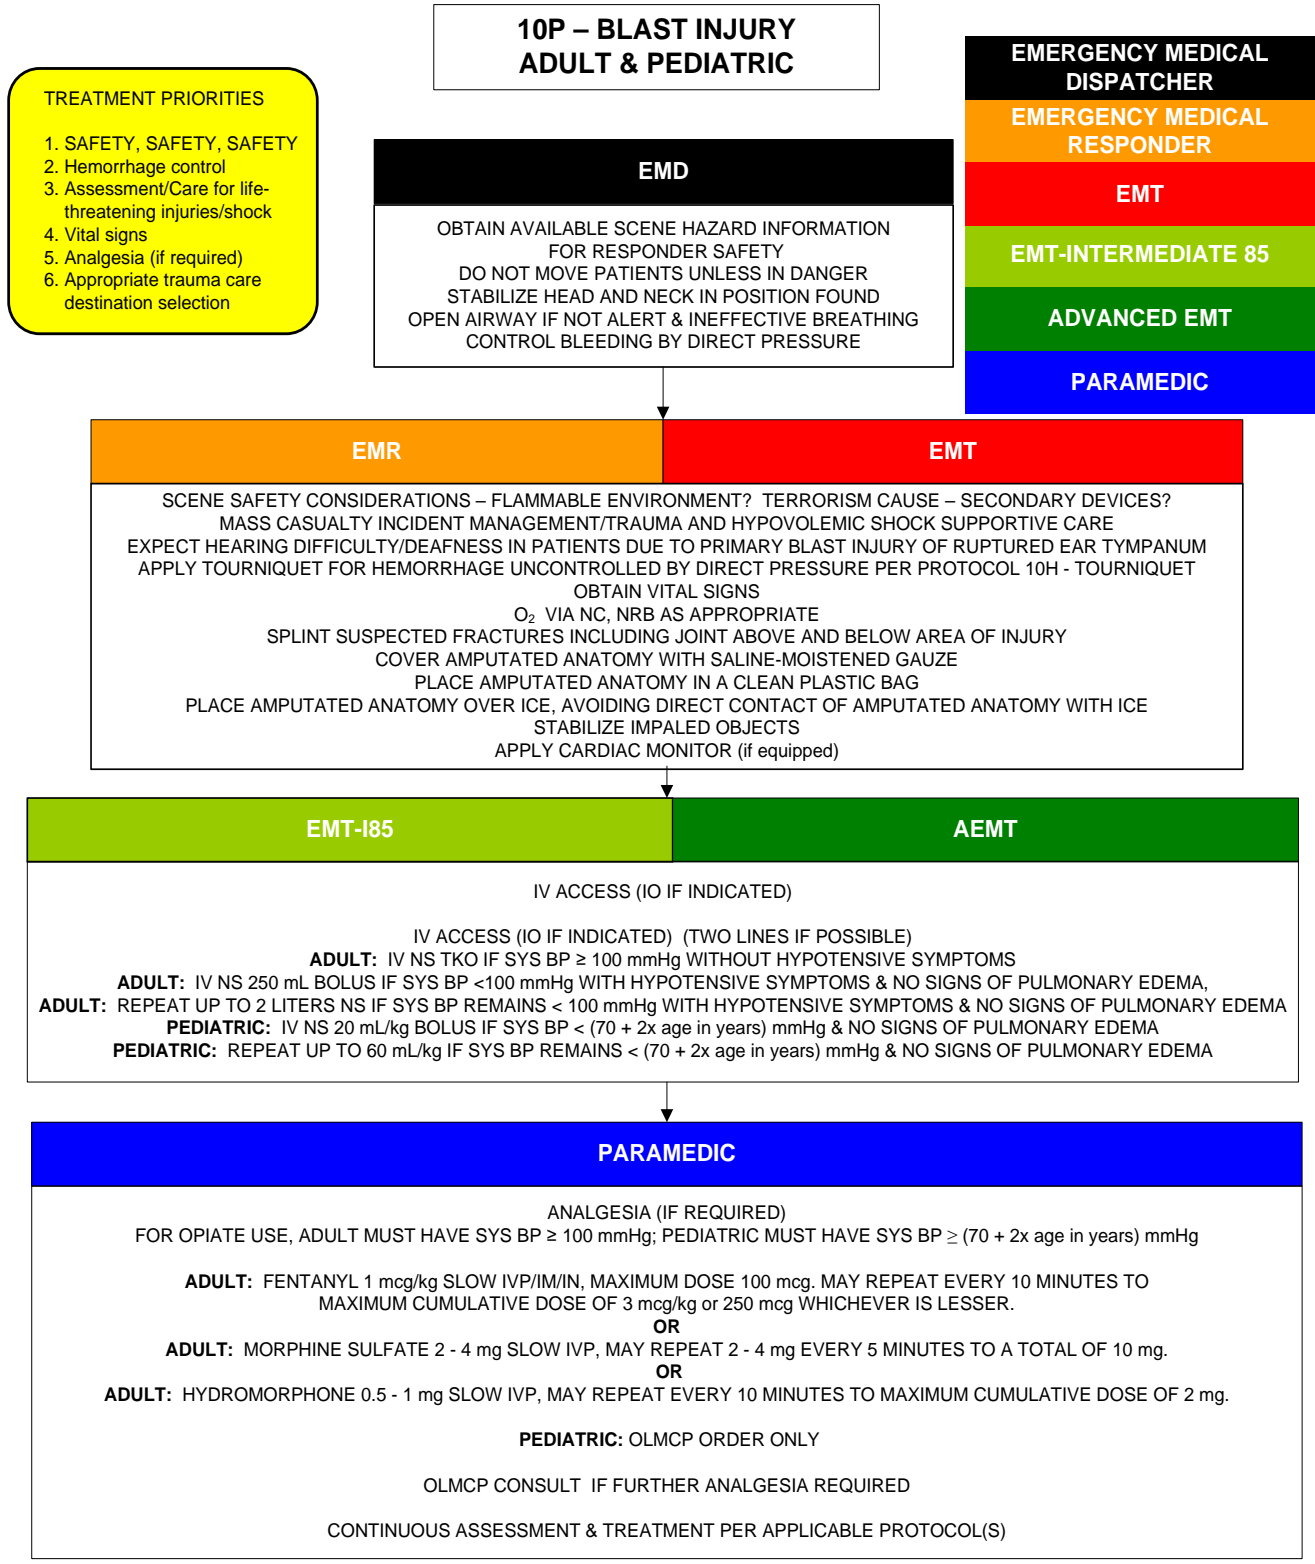 10P – BLAST INJURY
ADULT & PEDIATRIC
TREATMENT PRIORITIES
1. SAFETY, SAFETY, SAFETY
2. Hemorrhage control
3. Assessment/Care for life-
threatening injuries/shock
4. Vital signs
5. Analgesia (if required)
6. Appropriate trauma care
destination selection
EMERGENCY MEDICAL
DISPATCHER
EMERGENCY MEDICAL
RESPONDER
EMT
EMT-INTERMEDIATE 85
ADVANCED EMT
PARAMEDIC
EMD
OBTAIN AVAILABLE SCENE HAZARD INFORMATION
FOR RESPONDER SAFETY
DO NOT MOVE PATIENTS UNLESS IN DANGER
STABILIZE HEAD AND NECK IN POSITION FOUND
OPEN AIRWAY IF NOT ALERT & INEFFECTIVE BREATHING
CONTROL BLEEDING BY DIRECT PRESSURE
EMR
EMT
SCENE SAFETY CONSIDERATIONS – FLAMMABLE ENVIRONMENT? TERRORISM CAUSE – SECONDARY DEVICES?
MASS CASUALTY INCIDENT MANAGEMENT/TRAUMA AND HYPOVOLEMIC SHOCK SUPPORTIVE CARE
EXPECT HEARING DIFFICULTY/DEAFNESS IN PATIENTS DUE TO PRIMARY BLAST INJURY OF RUPTURED EAR TYMPANUM
APPLY TOURNIQUET FOR HEMORRHAGE UNCONTROLLED BY DIRECT PRESSURE PER PROTOCOL 10H - TOURNIQUET
OBTAIN VITAL SIGNS
O₂ VIA NC, NRB AS APPROPRIATE
SPLINT SUSPECTED FRACTURES INCLUDING JOINT ABOVE AND BELOW AREA OF INJURY
COVER AMPUTATED ANATOMY WITH SALINE-MOISTENED GAUZE
PLACE AMPUTATED ANATOMY IN A CLEAN PLASTIC BAG
PLACE AMPUTATED ANATOMY OVER ICE, AVOIDING DIRECT CONTACT OF AMPUTATED ANATOMY WITH ICE
STABILIZE IMPALED OBJECTS
APPLY CARDIAC MONITOR (if equipped)
EMT-I85
AEMT
IV ACCESS (IO IF INDICATED)
IV ACCESS (IO IF INDICATED) (TWO LINES IF POSSIBLE)
ADULT: IV NS TKO IF SYS BP ≥ 100 mmHg WITHOUT HYPOTENSIVE SYMPTOMS
ADULT: IV NS 250 mL BOLUS IF SYS BP <100 mmHg WITH HYPOTENSIVE SYMPTOMS & NO SIGNS OF PULMONARY EDEMA,
ADULT: REPEAT UP TO 2 LITERS NS IF SYS BP REMAINS < 100 mmHg WITH HYPOTENSIVE SYMPTOMS & NO SIGNS OF PULMONARY EDEMA
PEDIATRIC: IV NS 20 mL/kg BOLUS IF SYS BP < (70 + 2x age in years) mmHg & NO SIGNS OF PULMONARY EDEMA
PEDIATRIC: REPEAT UP TO 60 mL/kg IF SYS BP REMAINS < (70 + 2x age in years) mmHg & NO SIGNS OF PULMONARY EDEMA
PARAMEDIC
ANALGESIA (IF REQUIRED)
FOR OPIATE USE, ADULT MUST HAVE SYS BP ≥ 100 mmHg; PEDIATRIC MUST HAVE SYS BP ≥ (70 + 2x age in years) mmHg
ADULT: FENTANYL 1 mcg/kg SLOW IVP/IM/IN, MAXIMUM DOSE 100 mcg. MAY REPEAT EVERY 10 MINUTES TO
MAXIMUM CUMULATIVE DOSE OF 3 mcg/kg or 250 mcg WHICHEVER IS LESSER.
OR
ADULT: MORPHINE SULFATE 2 - 4 mg SLOW IVP, MAY REPEAT 2 - 4 mg EVERY 5 MINUTES TO A TOTAL OF 10 mg.
OR
ADULT: HYDROMORPHONE 0.5 - 1 mg SLOW IVP, MAY REPEAT EVERY 10 MINUTES TO MAXIMUM CUMULATIVE DOSE OF 2 mg.
PEDIATRIC: OLMCP ORDER ONLY
OLMCP CONSULT IF FURTHER ANALGESIA REQUIRED
CONTINUOUS ASSESSMENT & TREATMENT PER APPLICABLE PROTOCOL(S)